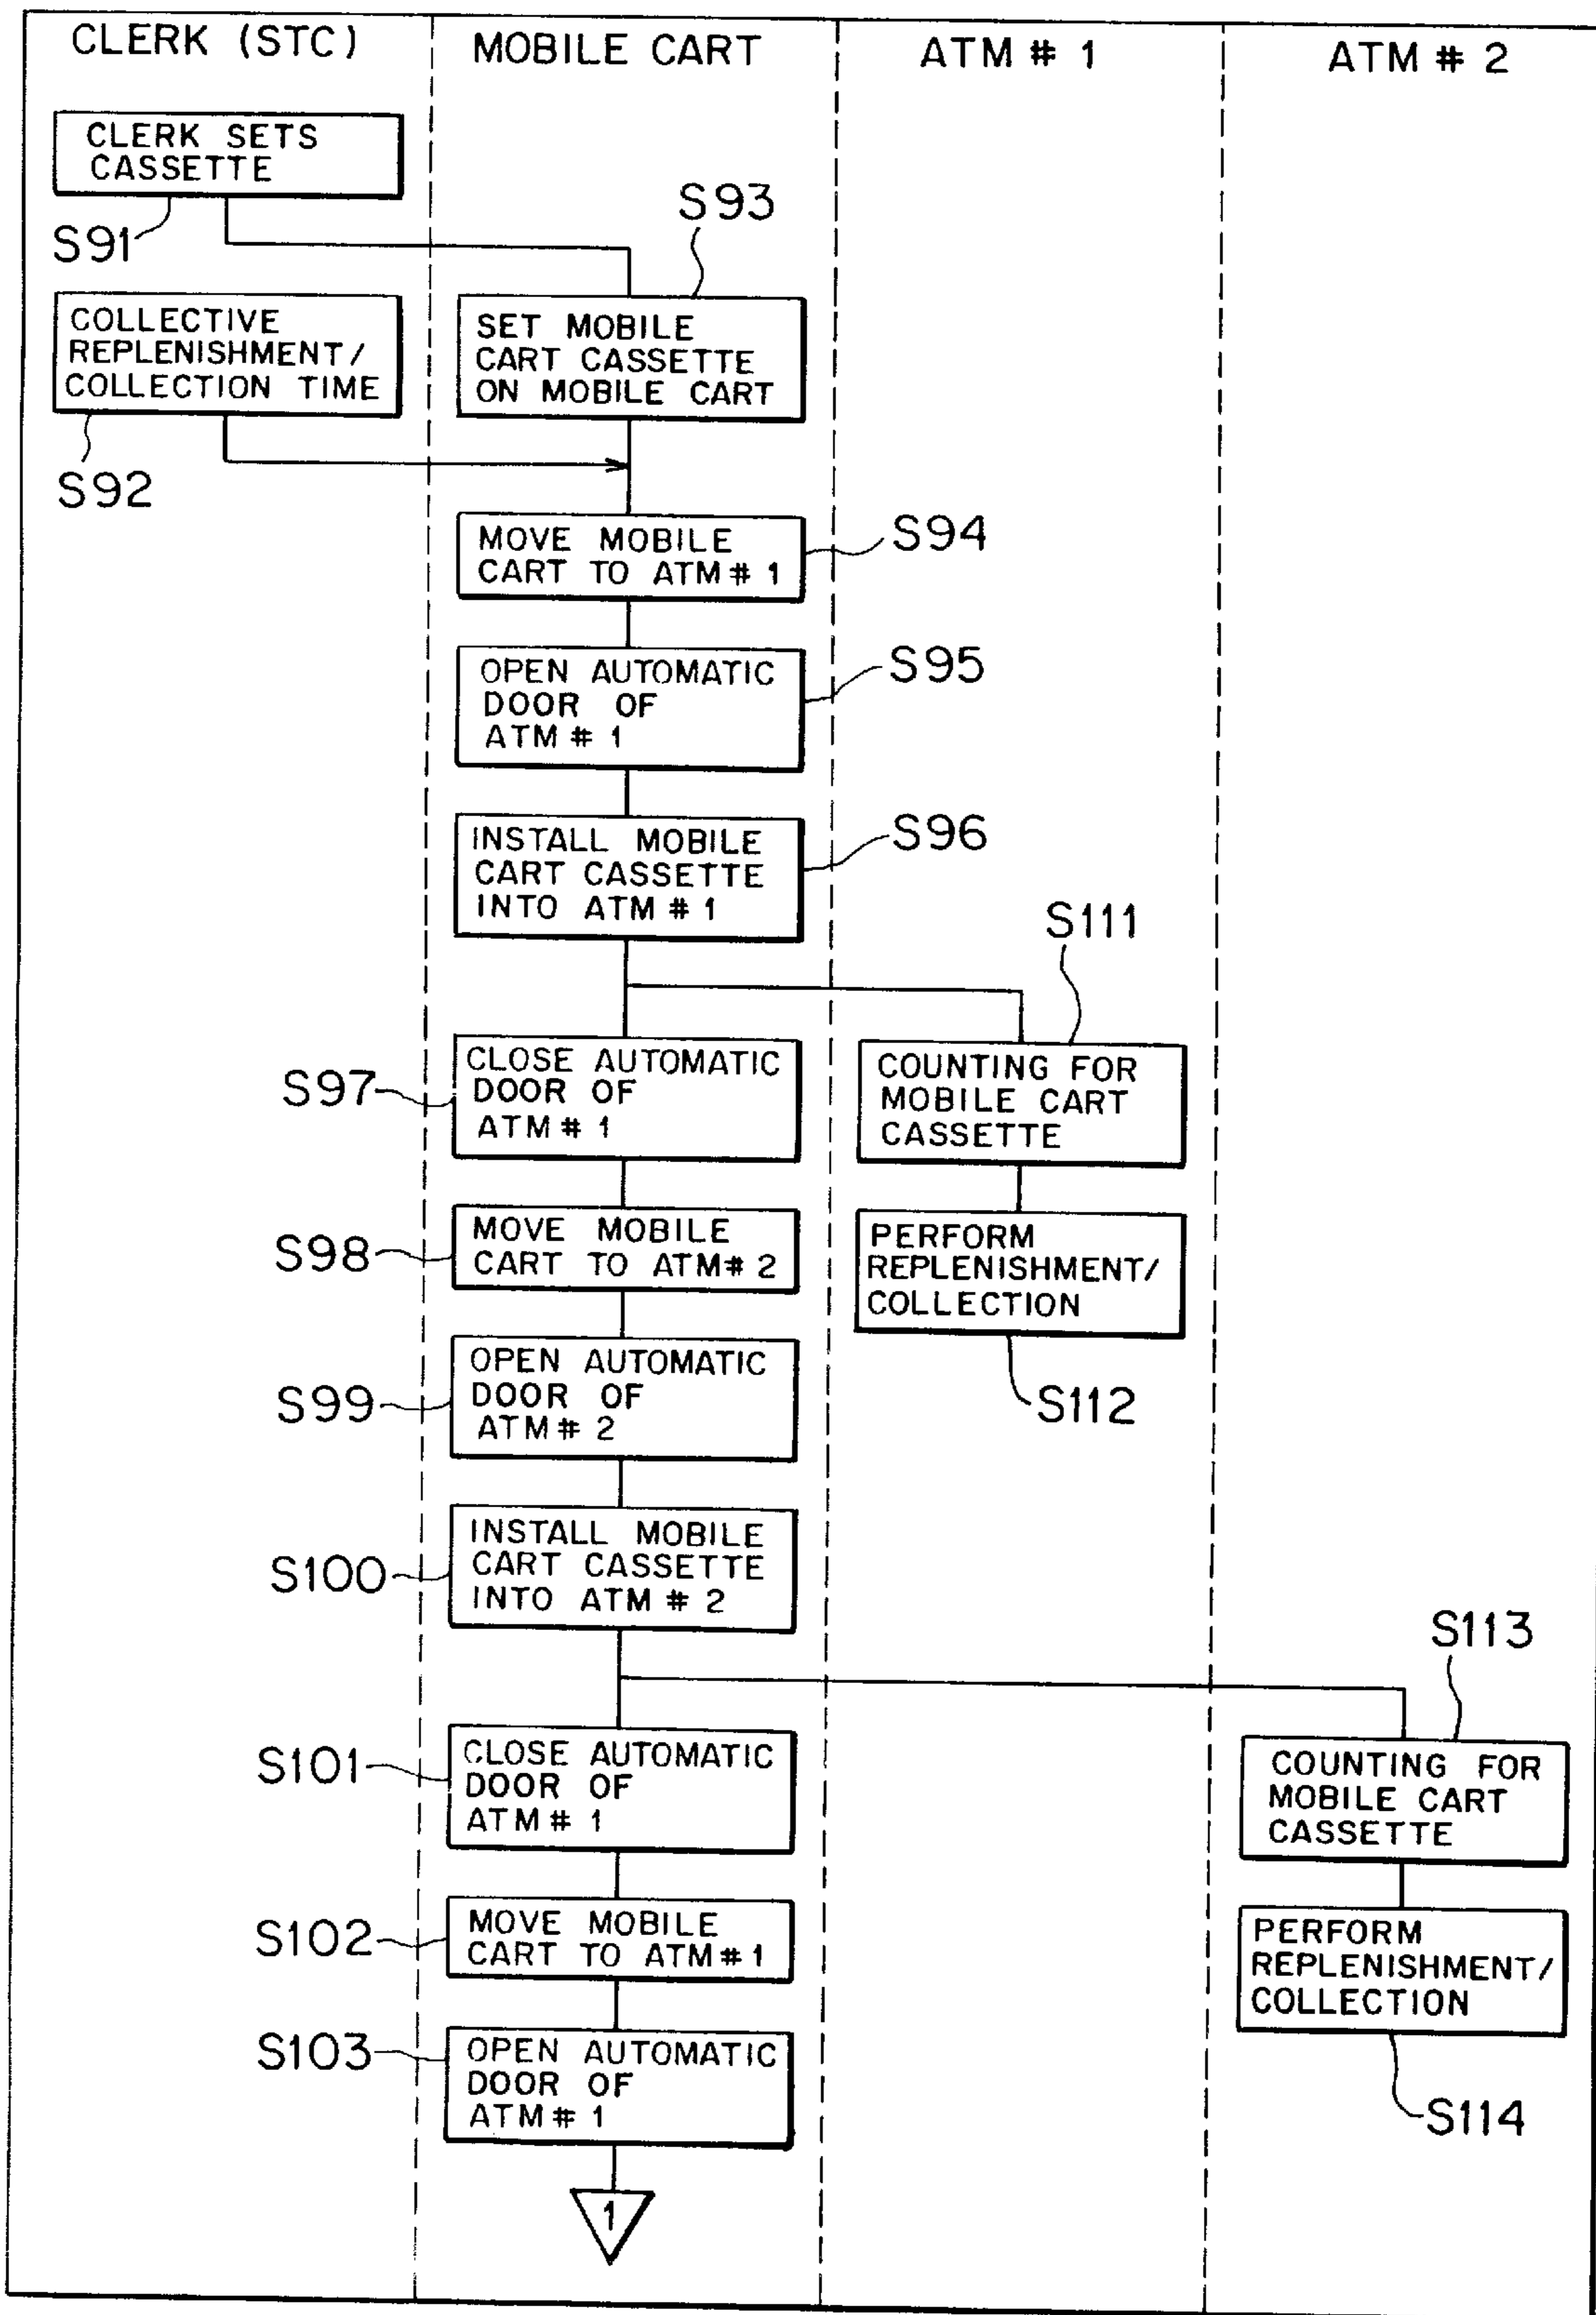 CLERK (STC)
MOBILE CART
ATM # 1
ATM # 2
CLERK SETS
CASSETTE
S91
S93
COLLECTIVE
REPLENISHMENT/
COLLECTION TIME
S92
SET MOBILE
CART CASSETTE
ON MOBILE CART
MOVE MOBILE
CART TO ATM # 1
S94
OPEN AUTOMATIC
DOOR OF
ATM # 1
S95
INSTALL MOBILE
CART CASSETTE
INTO ATM # 1
S96
S111
S97
CLOSE AUTOMATIC
DOOR OF
ATM # 1
COUNTING FOR
MOBILE CART
CASSETTE
S98
MOVE MOBILE
CART TO ATM # 2
PERFORM
REPLENISHMENT/
COLLECTION
S112
S99
OPEN AUTOMATIC
DOOR OF
ATM # 2
S100
INSTALL MOBILE
CART CASSETTE
INTO ATM # 2
S113
S101
CLOSE AUTOMATIC
DOOR OF
ATM # 1
COUNTING FOR
MOBILE CART
CASSETTE
S102
MOVE MOBILE
CART TO ATM # 1
PERFORM
REPLENISHMENT/
COLLECTION
S114
S103
OPEN AUTOMATIC
DOOR OF
ATM # 1
1